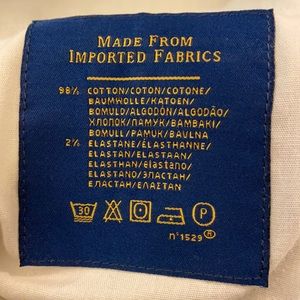 MADE FROM
IMPORTED FABRICS
98% COTTON/COTON/COTONE/
BAUMWOLLE/KATOEN/
BOMULD/ALGODÓN/ALGODÃO/
ХЛОПОК/ПАМУК/BAMBAKI/
BOMULL/PAMUK/BAULNA
2% ELASTANE/ÉLASTHANNE/
ELASTAN/ELASTAAN/
ELASTHAN/elastano/
ELASTANO/ЭЛАСТАН/
ЕЛАСТАН/ΕΛΑΣΤΑΝ
30 P
n°1529 R